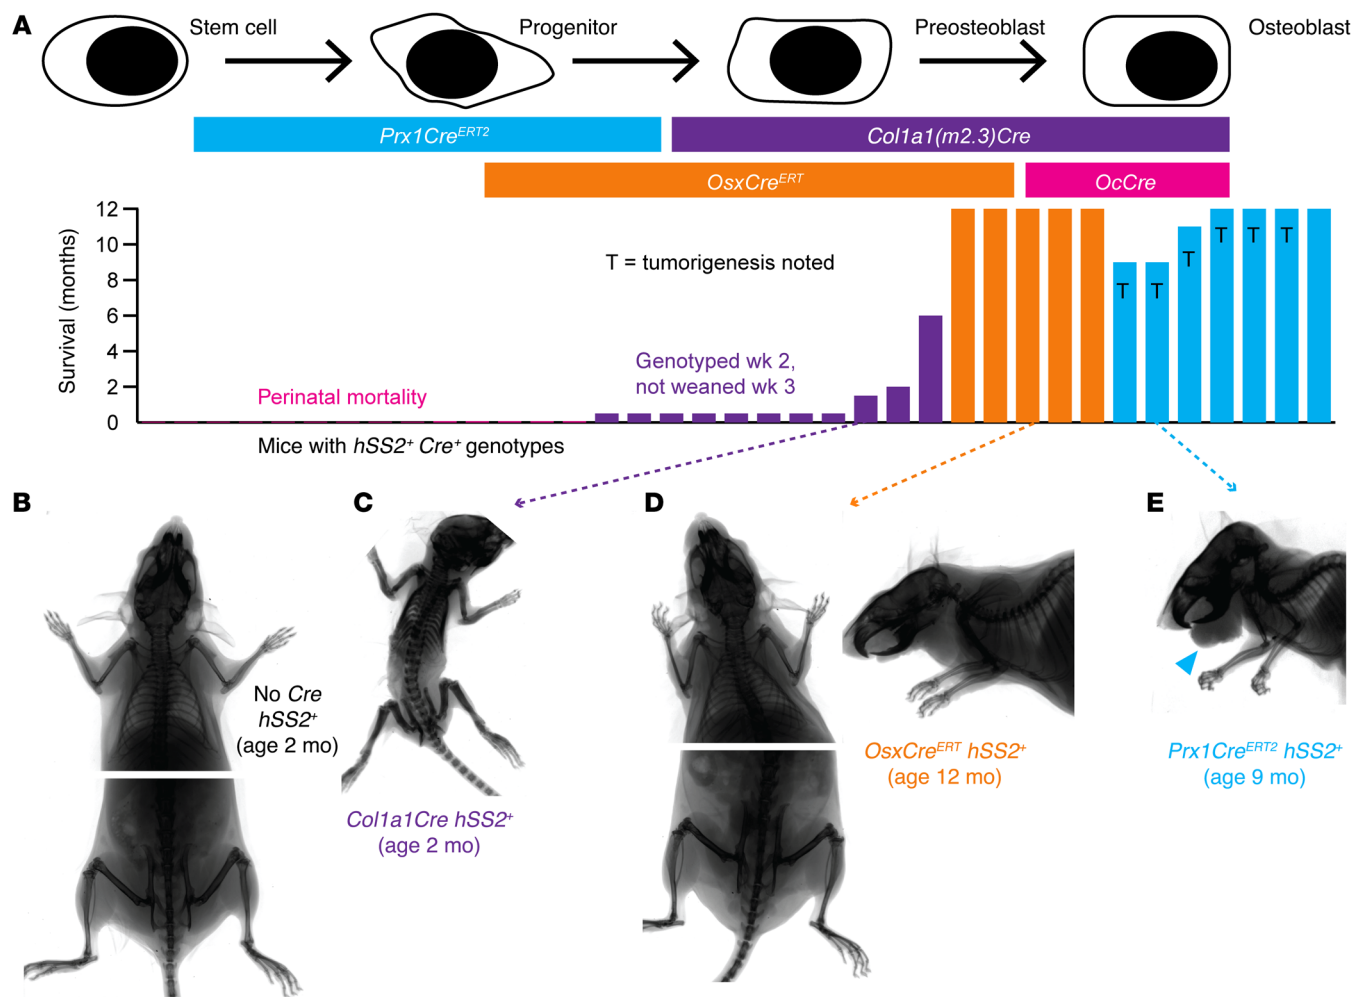 A
Stem cell
Progenitor
Preosteoblast
Osteoblast
Prx1CreERT2
Col1a1(m2.3)Cre
OsxCreERT
OcCre
Survival (months)
12
10
8
6
4
2
0
T = tumorigenesis noted
T T T T T T
Genotyped wk 2,
not weaned wk 3
Perinatal mortality
Mice with hSS2+ Cre+ genotypes
B
No Cre
hSS2+
(age 2 mo)
C
Col1a1Cre hSS2+
(age 2 mo)
D
OsxCreERT hSS2+
(age 12 mo)
E
Prx1CreERT2 hSS2+
(age 9 mo)